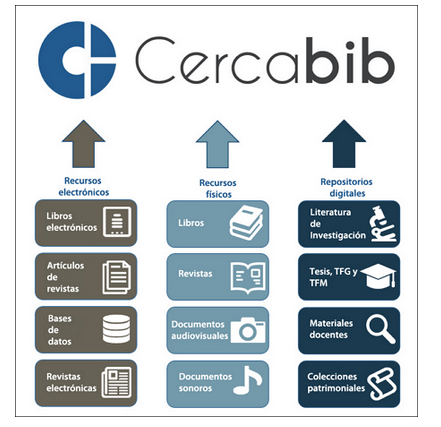 Cercabib
Recursos
electrónicos
Recursos
físicos
Repositorios
digitales
Libros
electrónicos
Libros
Literatura
de
Investigación
Artículos
de
revistas
Revistas
Tesis, TFG y
TFM
Bases
de
datos
Documentos
audiovisuales
Materiales
docentes
Revistas
electrónicas
Documentos
sonoros
Colecciones
patrimoniales